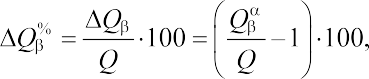 ΔQ_β^% = ΔQ_β / Q · 100 = (Q_β^α / Q − 1) · 100,